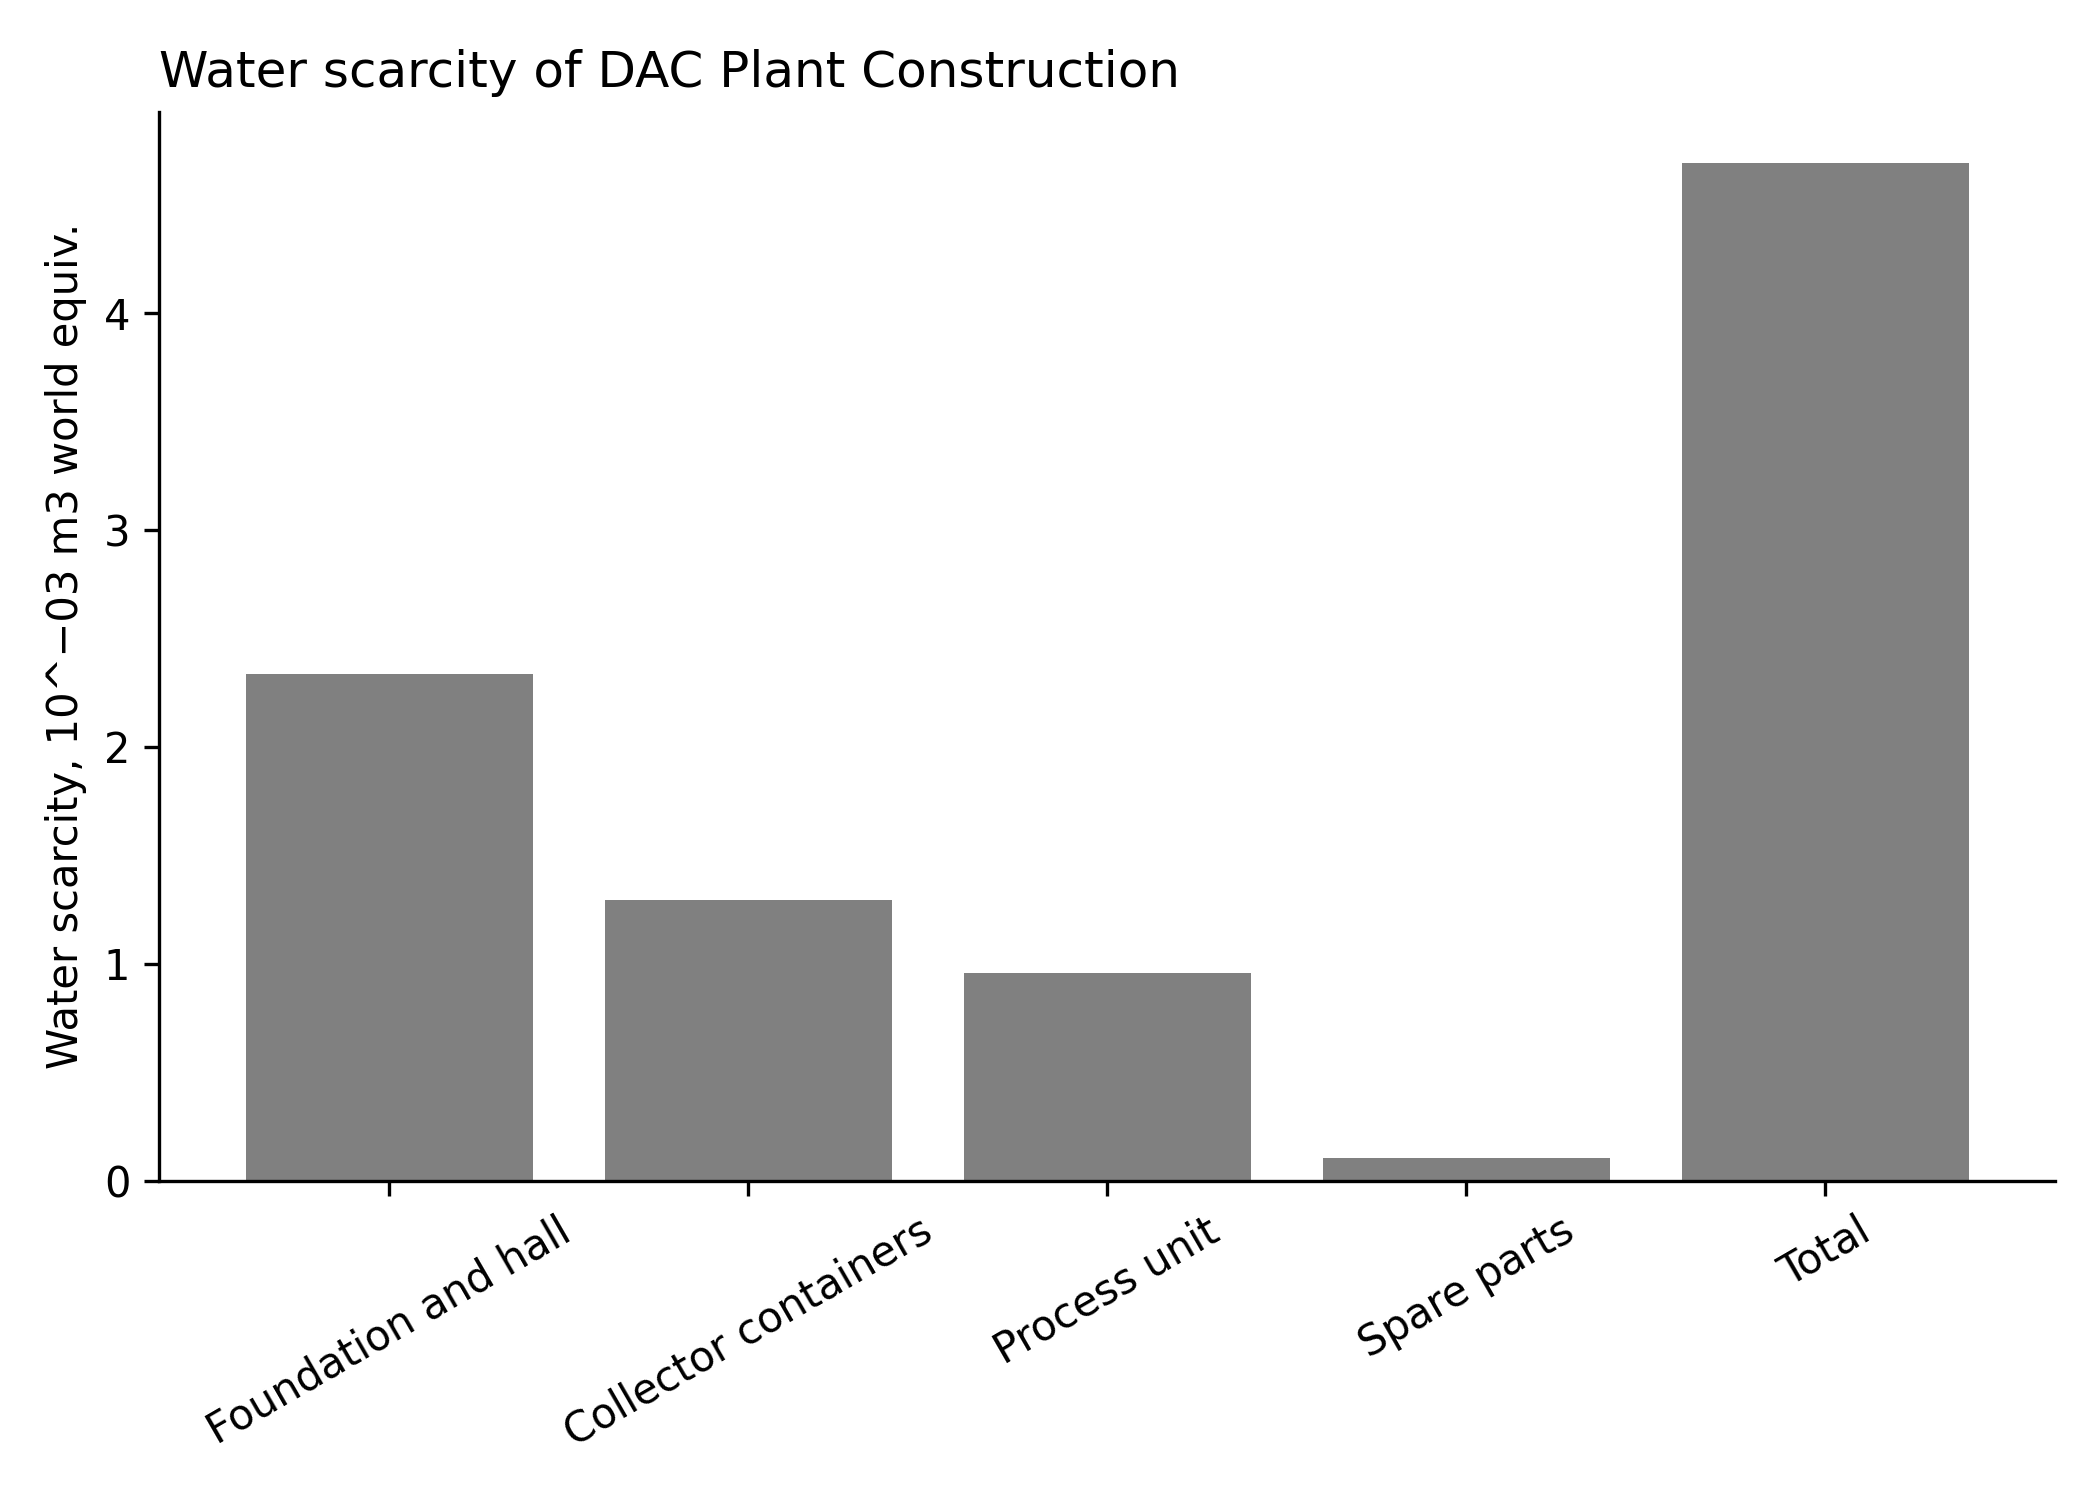 Water scarcity of DAC Plant Construction
Water scarcity, 10^−03 m3 world equiv.
4
3
2
1
0
Foundation and hall
Collector containers
Process unit
Spare parts
Total